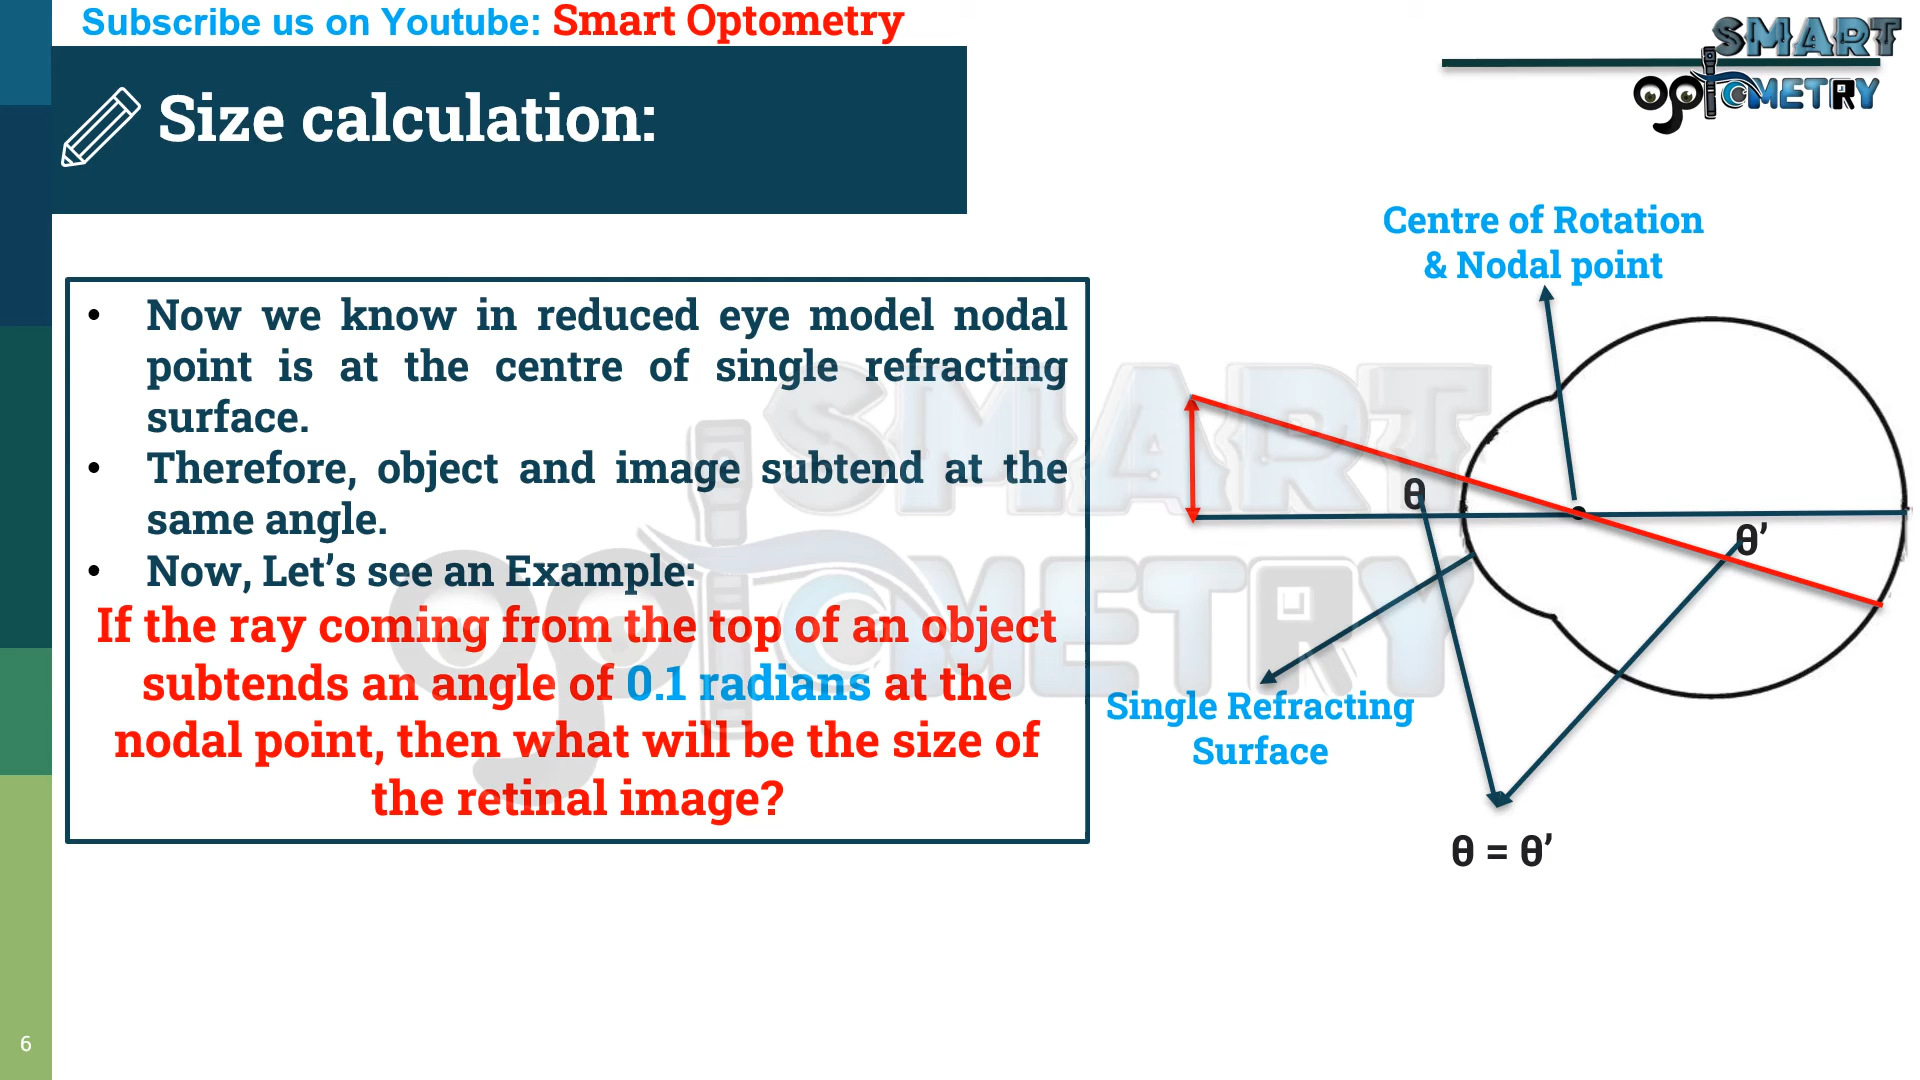 Subscribe us on Youtube: Smart Optometry
SMART
OPTOMETRY
Size calculation:
Centre of Rotation
& Nodal point
• Now we know in reduced eye model nodal
point is at the centre of single refracting
surface.
• Therefore, object and image subtend at the
same angle.
• Now, Let’s see an Example:
If the ray coming from the top of an object
subtends an angle of 0.1 radians at the
nodal point, then what will be the size of
the retinal image?
SMART
OPTOMETRY
θ
θ’
Single Refracting
Surface
θ = θ’
6